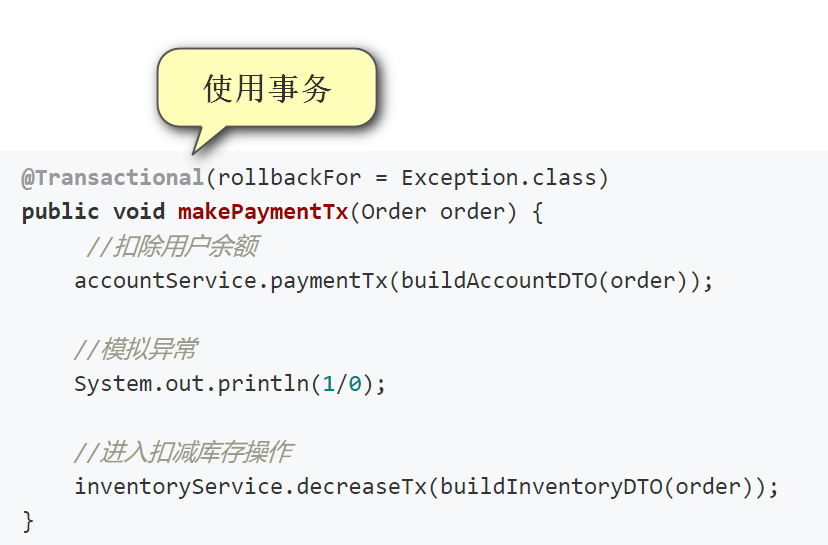 使用事务
@Transactional(rollbackFor = Exception.class)
public void makePaymentTx(Order order) {
//扣除用户余额
accountService.paymentTx(buildAccountDTO(order));
//模拟异常
System.out.println(1/0);
//进入扣减库存操作
inventoryService.decreaseTx(buildInventoryDTO(order));
}